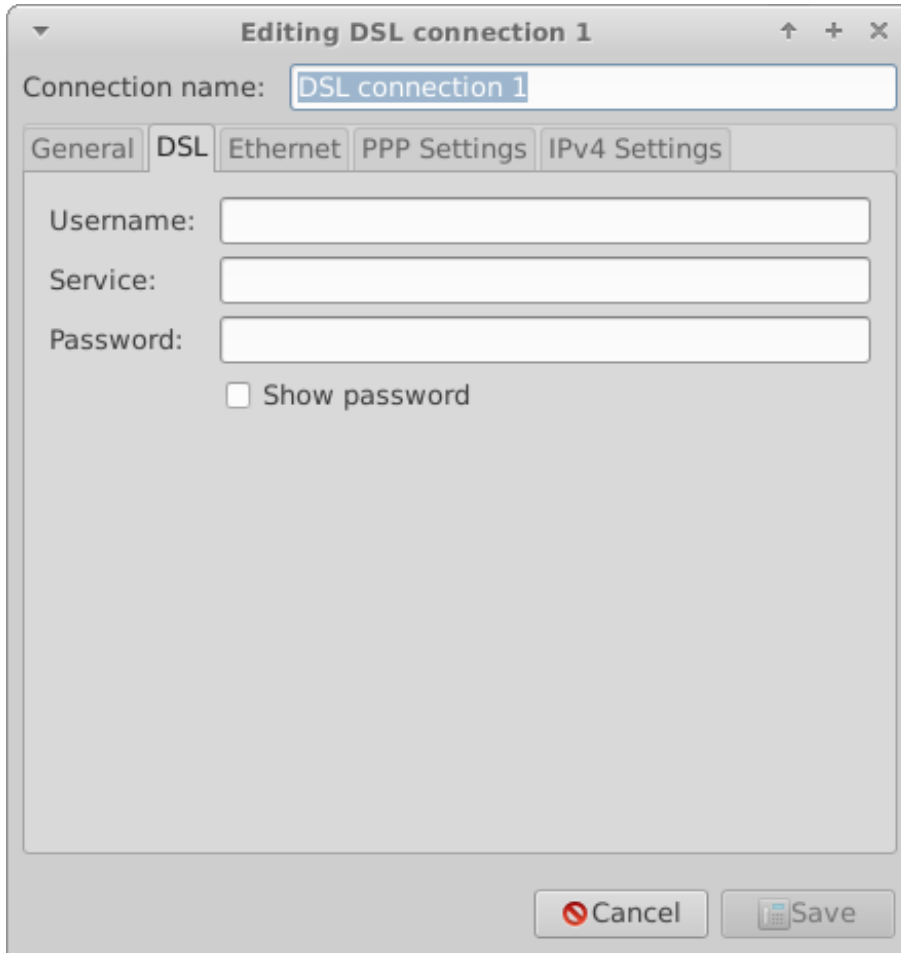 Editing DSL connection 1
Connection name: DSL connection 1
General DSL Ethernet PPP Settings IPv4 Settings
Username:
Service:
Password:
Show password
Cancel Save